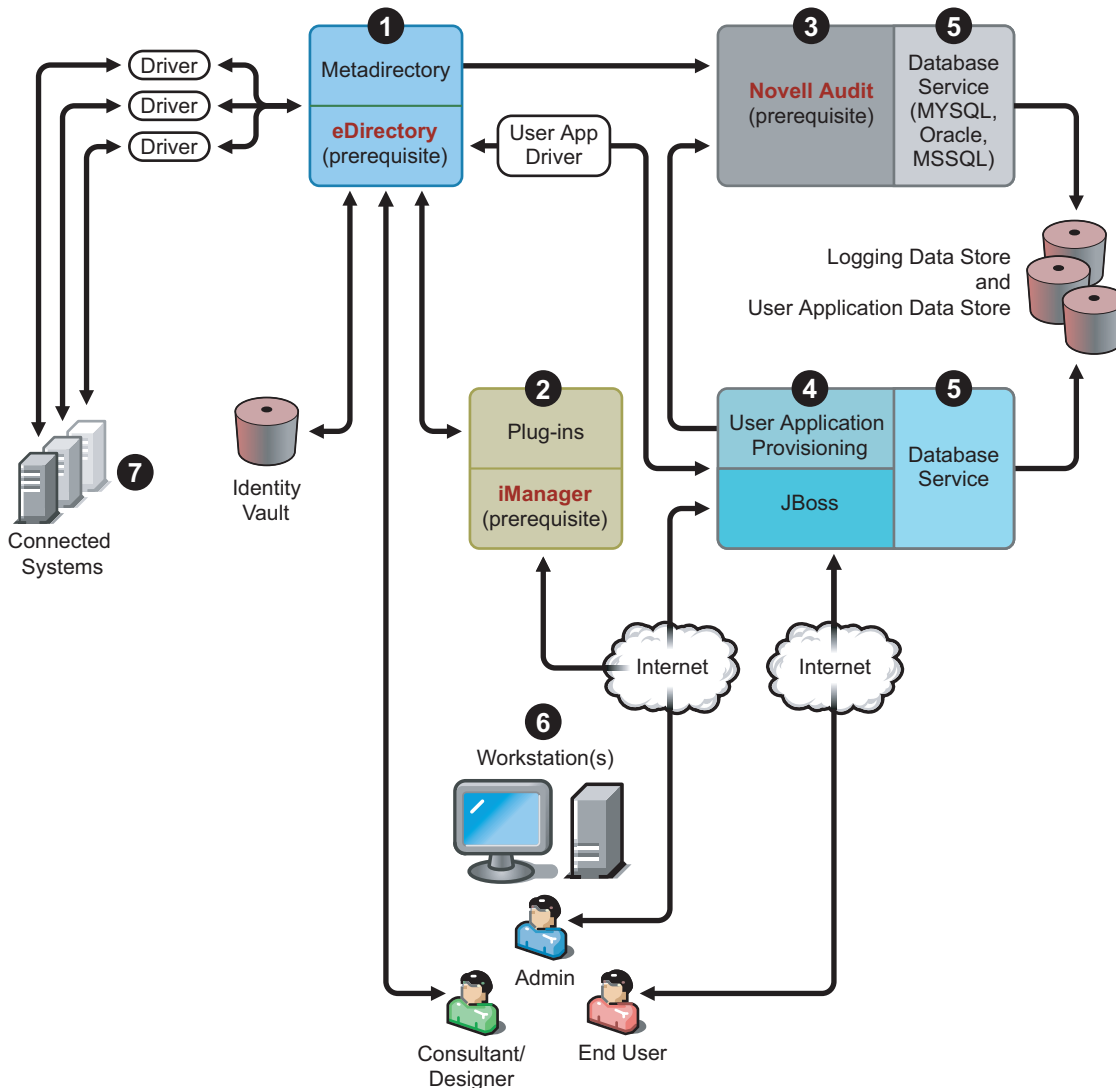 1
3
5
Driver
Driver
Driver
Metadirectory
eDirectory
(prerequisite)
User App
Driver
Novell Audit
(prerequisite)
Database
Service
(MYSQL,
Oracle,
MSSQL)
Logging Data Store
and
User Application Data Store
2
Plug-ins
iManager
(prerequisite)
4
5
User Application
Provisioning
JBoss
Database
Service
7
Connected
Systems
Identity
Vault
Internet
Internet
6
Workstation(s)
Admin
Consultant/
Designer
End User